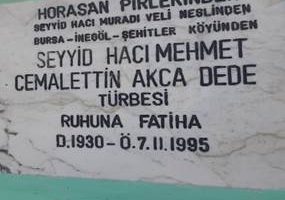 HORASAN PİRLERİNDEN
SEYYİD HACI MURADI VELİ NESLİNDEN
BURSA-İNEGÖL-ŞEHİTLER KÖYÜNDEN
SEYYİD HACI MEHMET
CEMALETTİN AKCA DEDE
TÜRBESİ
RUHUNA FATİHA
D.1930-Ö.7.11.1995